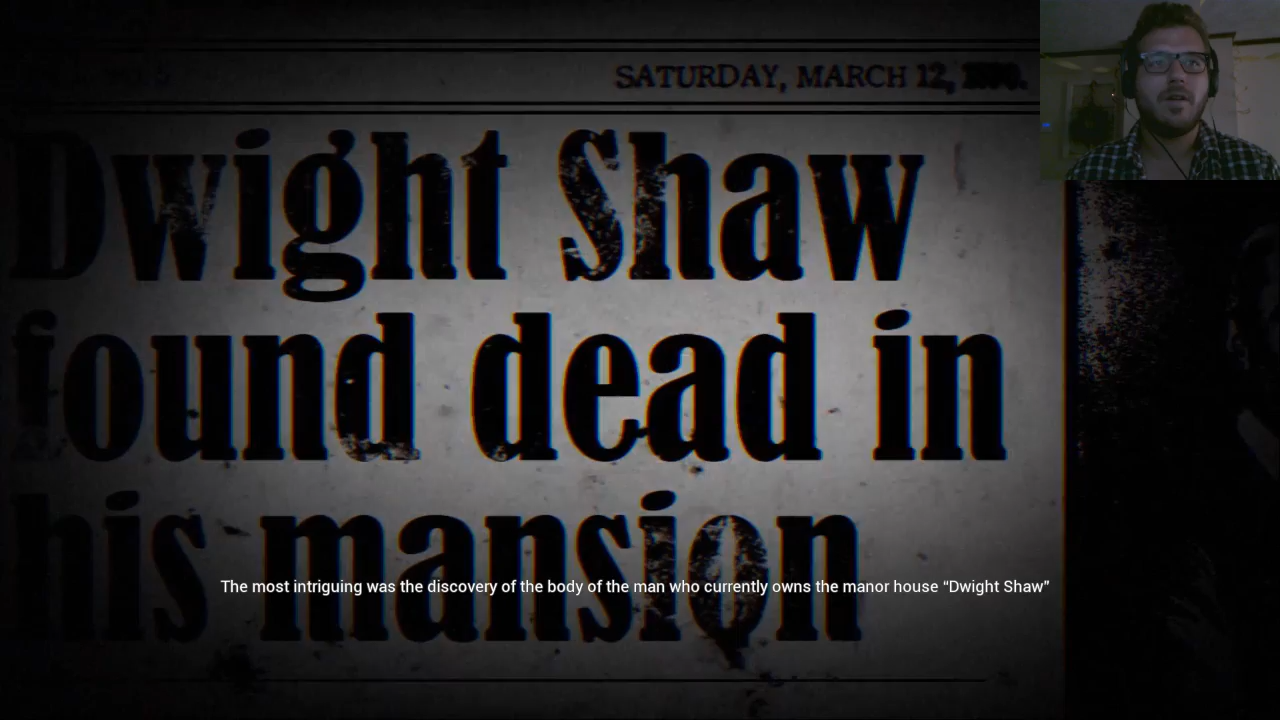 SATURDAY, MARCH 12,
Dwight Shaw
found dead in
his mansion
The most intriguing was the discovery of the body of the man who currently owns the manor house “Dwight Shaw”